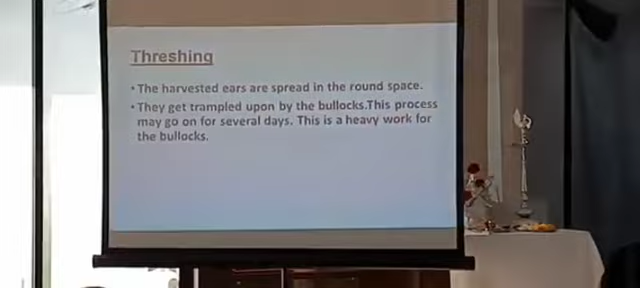 Threshing
• The harvested ears are spread in the round space.
• They get trampled upon by the bullocks.This process
may go on for several days. This is a heavy work for
the bullocks.